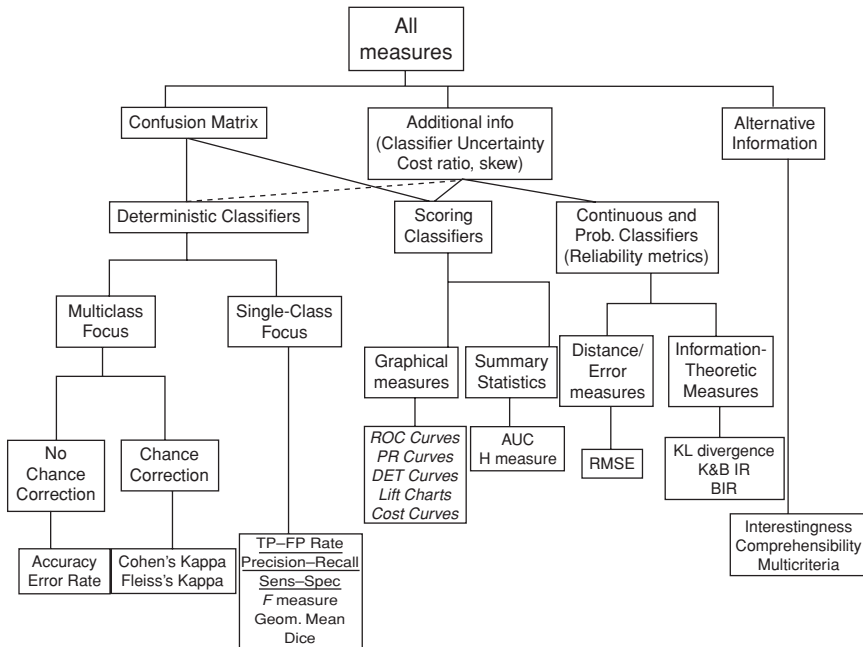 All
measures
Confusion Matrix
Additional info
(Classifier Uncertainty
Cost ratio, skew)
Alternative
Information
Deterministic Classifiers
Scoring
Classifiers
Continuous and
Prob. Classifiers
(Reliability metrics)
Multiclass
Focus
Single-Class
Focus
Graphical
measures
Summary
Statistics
Distance/
Error
measures
Information-
Theoretic
Measures
No
Chance
Correction
Chance
Correction
ROC Curves
PR Curves
DET Curves
Lift Charts
Cost Curves
AUC
H measure
RMSE
KL divergence
K&B IR
BIR
Interestingness
Comprehensibility
Multicriteria
Accuracy
Error Rate
Cohen's Kappa
Fleiss's Kappa
TP–FP Rate
Precision–Recall
Sens–Spec
F measure
Geom. Mean
Dice